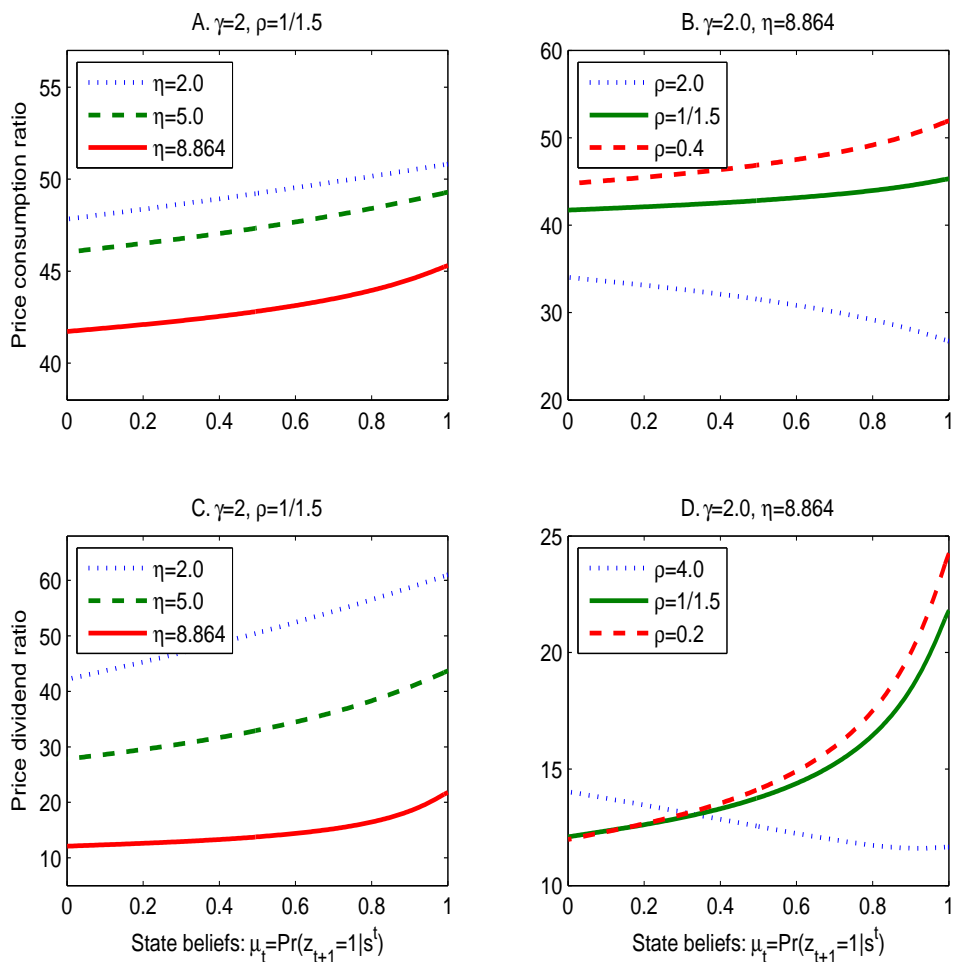 A. γ=2, ρ=1/1.5
Price consumption ratio
55
50
45
40
0
0.2
0.4
0.6
0.8
1
η=2.0
η=5.0
η=8.864
B. γ=2.0, η=8.864
60
50
40
30
20
0
0.2
0.4
0.6
0.8
1
ρ=2.0
ρ=1/1.5
ρ=0.4
C. γ=2, ρ=1/1.5
Price dividend ratio
60
50
40
30
20
10
0
0.2
0.4
0.6
0.8
1
η=2.0
η=5.0
η=8.864
State beliefs: μ_t=Pr(z_{t+1}=1|s^t)
D. γ=2.0, η=8.864
25
20
15
10
0
0.2
0.4
0.6
0.8
1
ρ=4.0
ρ=1/1.5
ρ=0.2
State beliefs: μ_t=Pr(z_{t+1}=1|s^t)